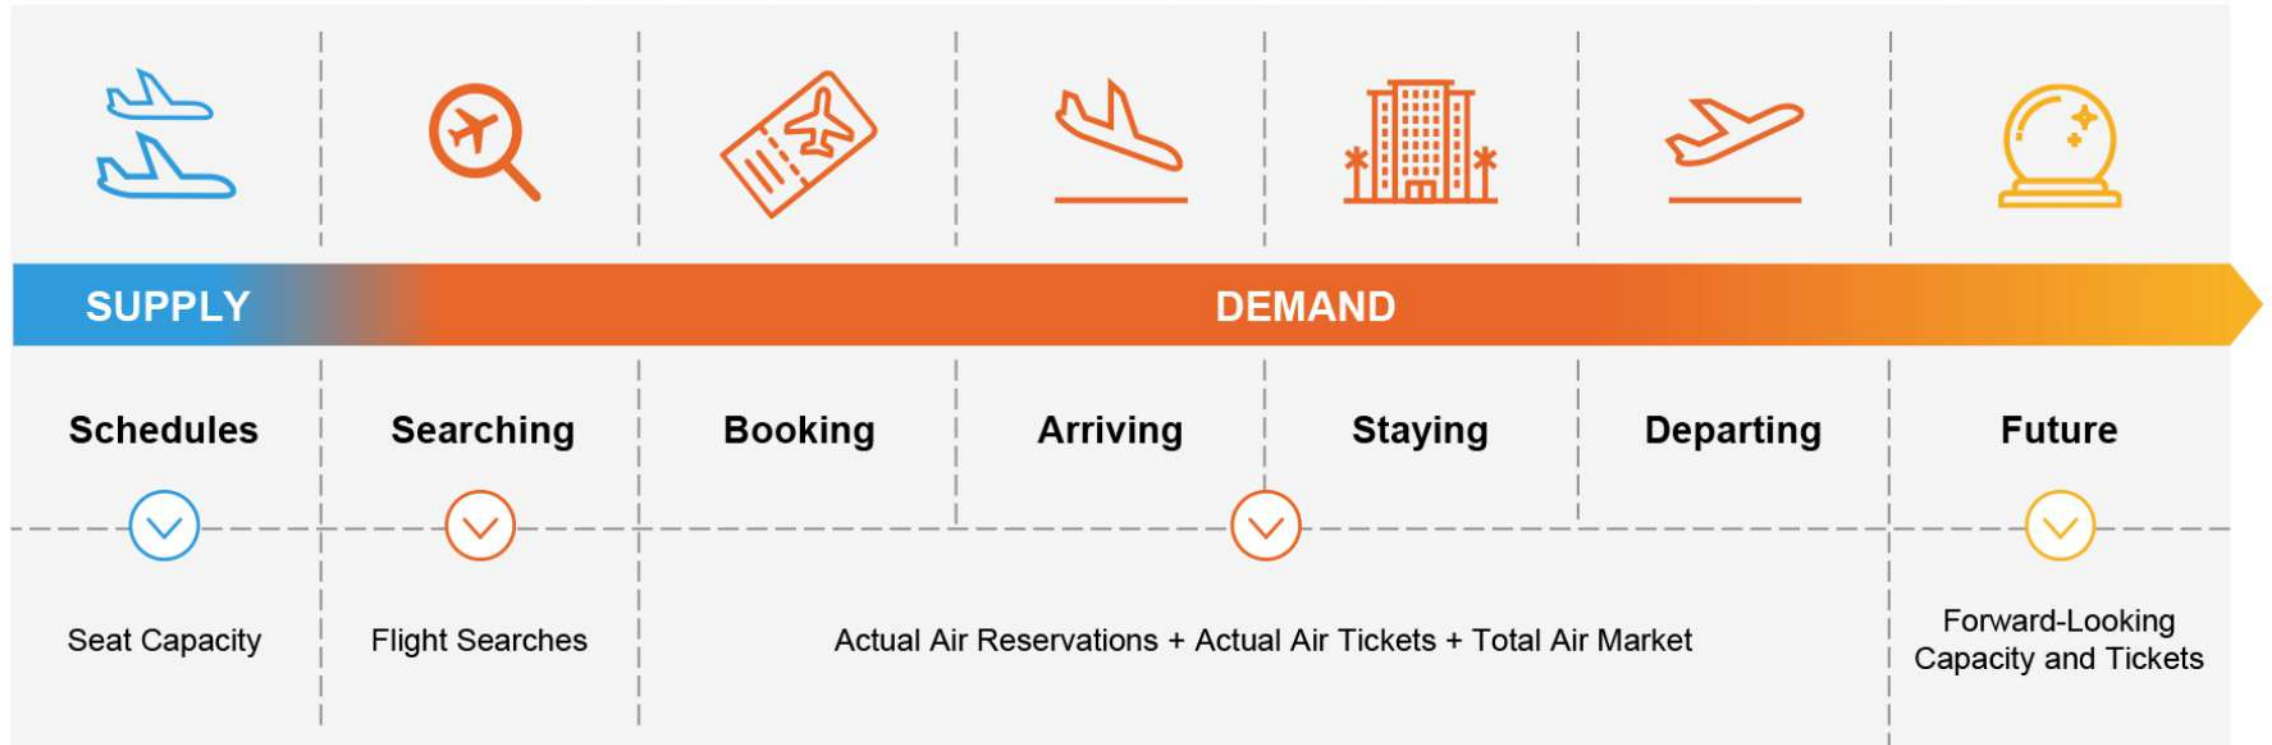 SUPPLY
DEMAND
Schedules
Searching
Booking
Arriving
Staying
Departing
Future
Seat Capacity
Flight Searches
Actual Air Reservations + Actual Air Tickets + Total Air Market
Forward-Looking
Capacity and Tickets